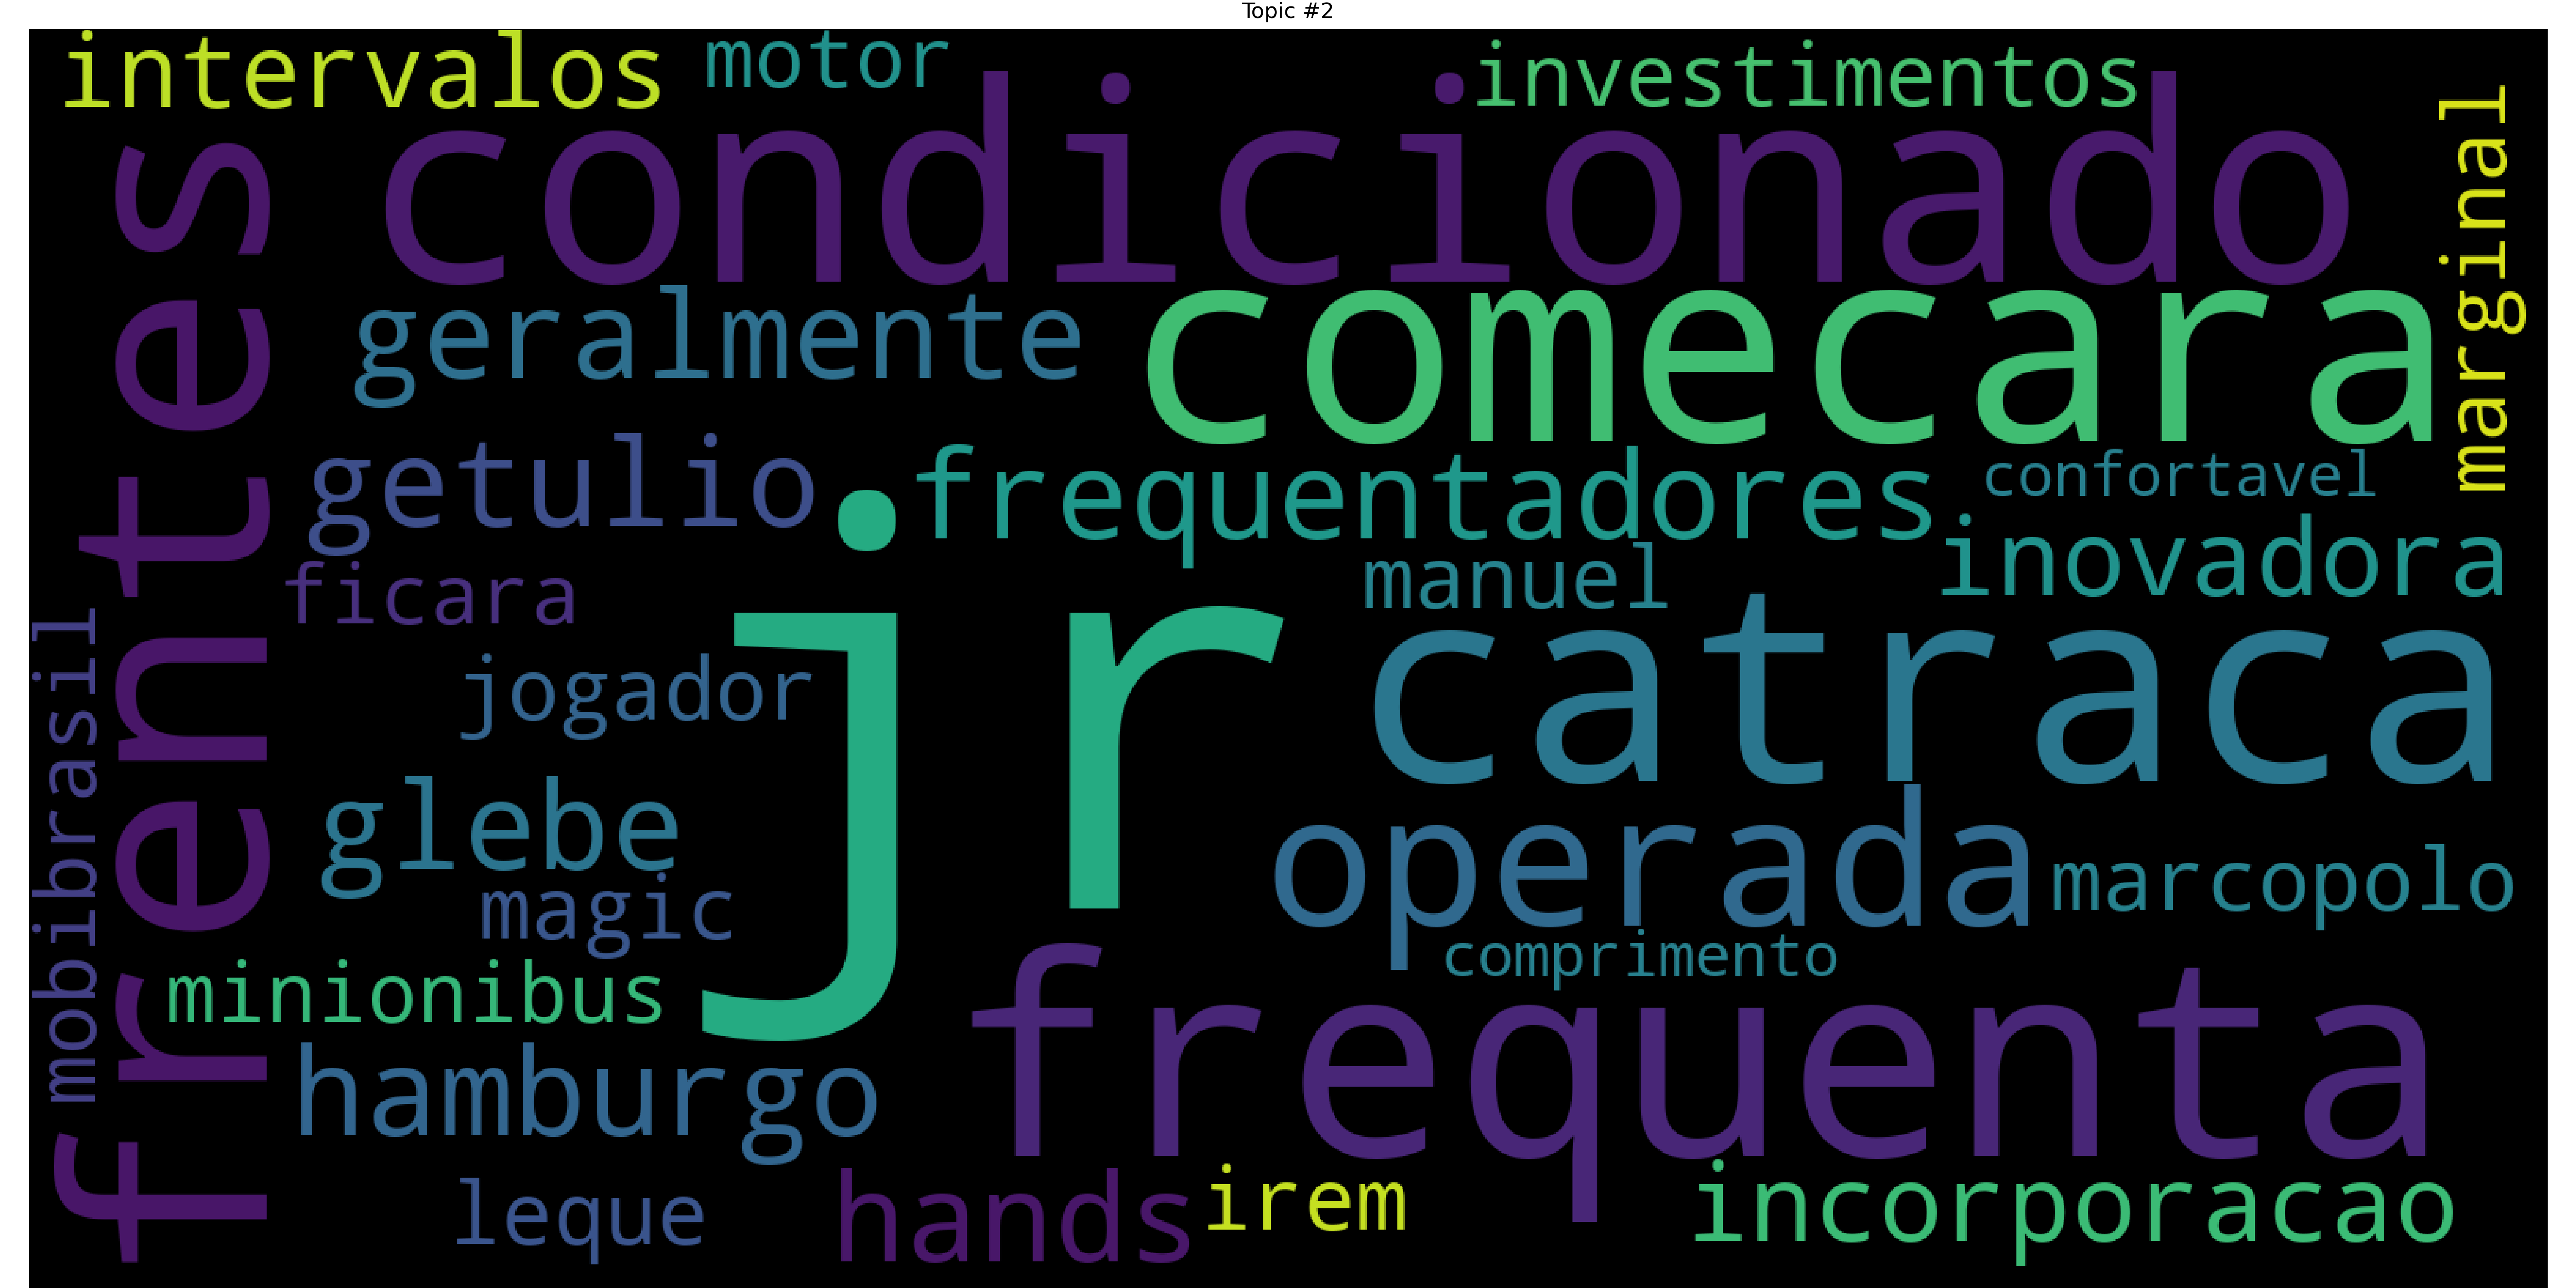 Topic #2
intervalos
motor
investimentos
condicionado
marginal
frentes
geralmente
comecara
getulio
frequentadores
confortavel
inovadora
ficara
manuel
jr
catraca
jogador
mobibrasil
glebe
operada
marcopolo
magic
comprimento
minionibus
frequenta
hamburgo
leque
hands
irem
incorporacao